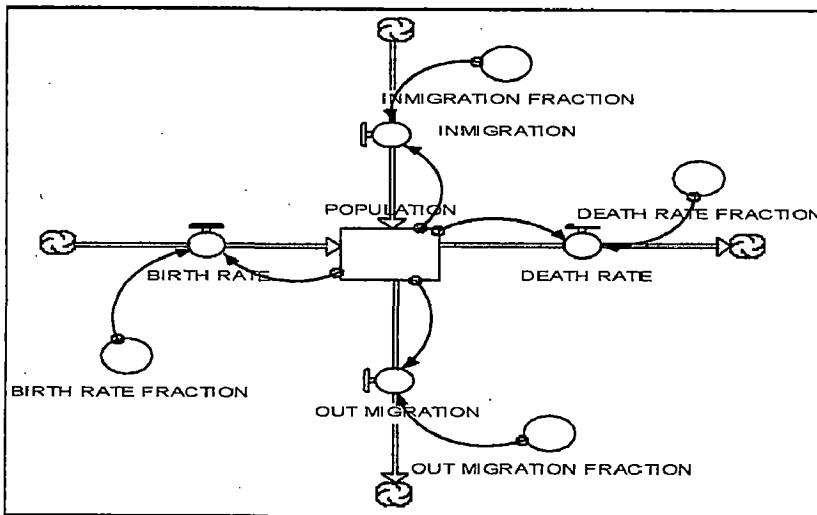 INMIGRATION FRACTION
INMIGRATION
POPULATION
DEATH RATE FRACTION
BIRTH RATE
DEATH RATE
BIRTH RATE FRACTION
OUT MIGRATION
OUT MIGRATION FRACTION